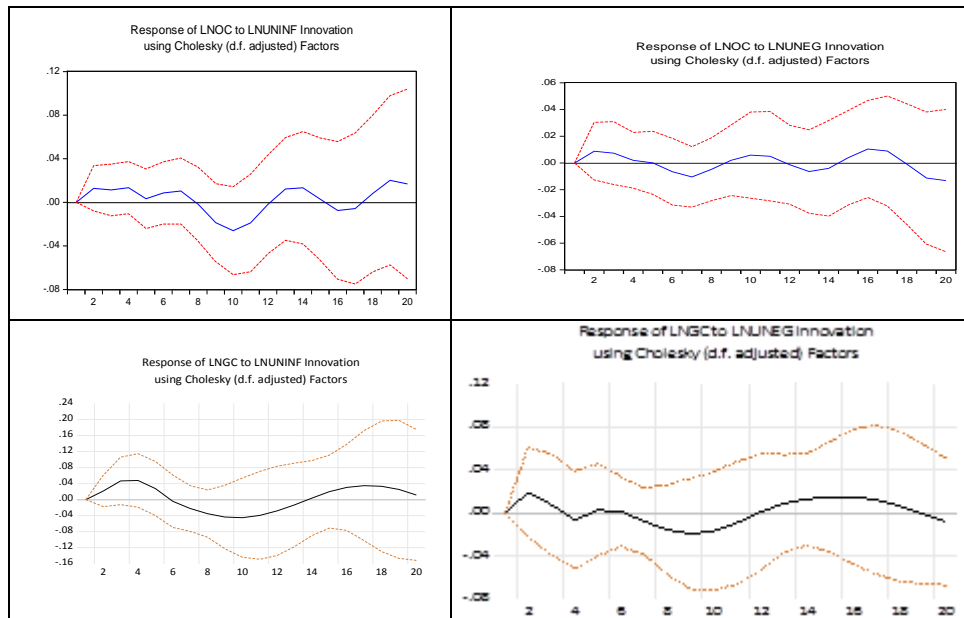 Response of LNOC to LNUNINF Innovation
using Cholesky (d.f. adjusted) Factors
.12
.08
.04
.00
-.04
-.08
2 4 6 8 10 12 14 16 18 20
Response of LNOC to LNUNEG Innovation
using Cholesky (d.f. adjusted) Factors
.06
.04
.02
.00
-.02
-.04
-.06
-.08
2 4 6 8 10 12 14 16 18 20
Response of LNGC to LNUNINF Innovation
using Cholesky (d.f. adjusted) Factors
.24
.20
.16
.12
.08
.04
.00
-.04
-.08
-.12
-.16
2 4 6 8 10 12 14 16 18 20
Response of LNGC to LNUNEG Innovation
using Cholesky (d.f. adjusted) Factors
.12
.08
.04
.00
-.04
-.08
2 4 6 8 10 12 14 16 18 20